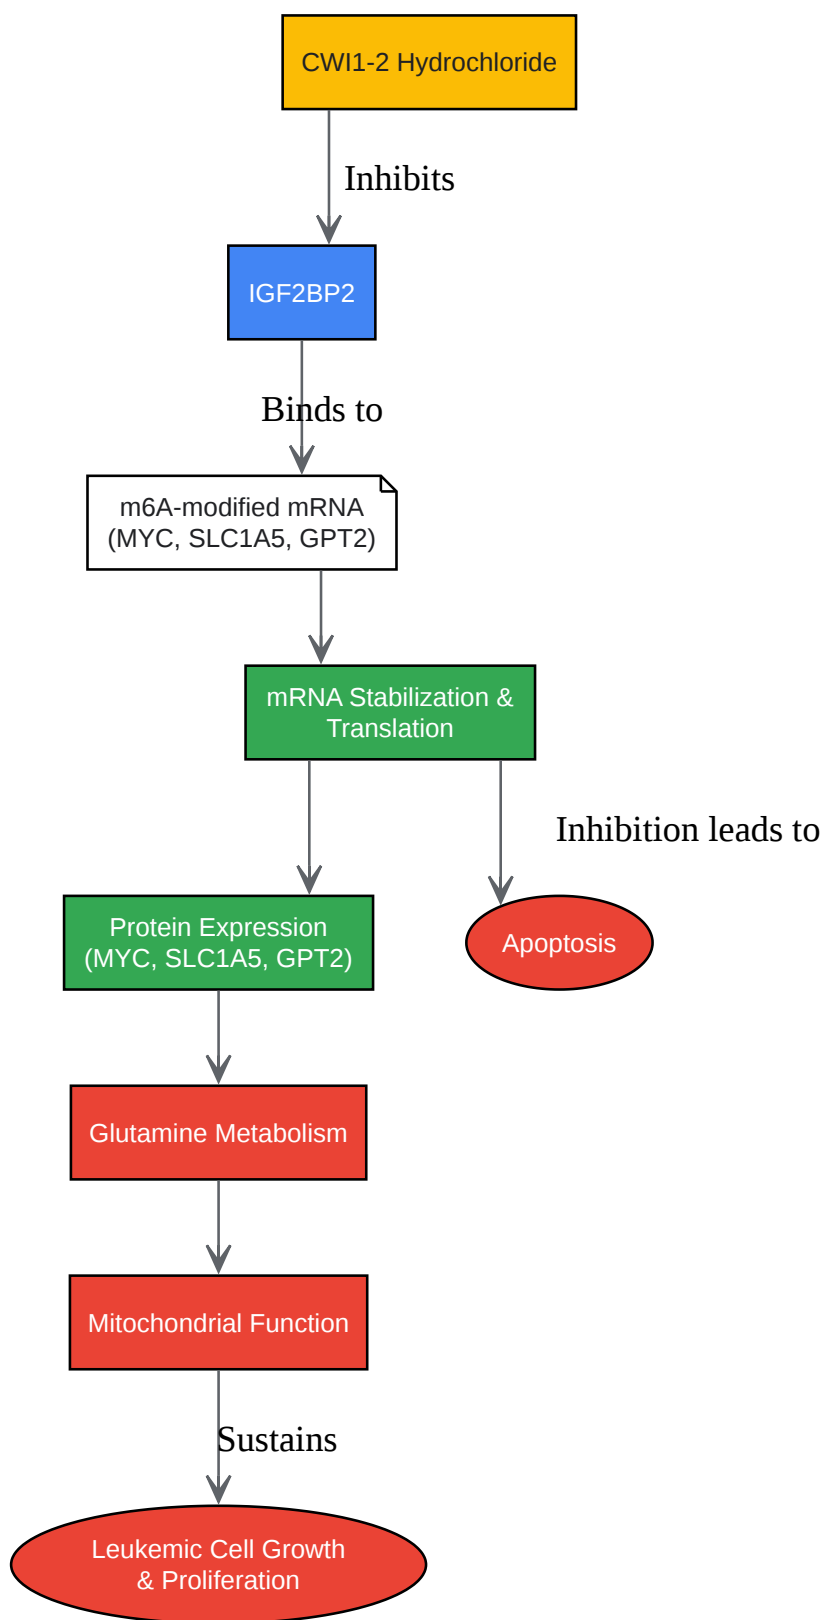 CWI1-2 Hydrochloride
Inhibits
IGF2BP2
Binds to
m6A-modified mRNA
(MYC, SLC1A5, GPT2)
mRNA Stabilization &
Translation
Inhibition leads to
Protein Expression
(MYC, SLC1A5, GPT2)
Apoptosis
Glutamine Metabolism
Mitochondrial Function
Sustains
Leukemic Cell Growth
& Proliferation